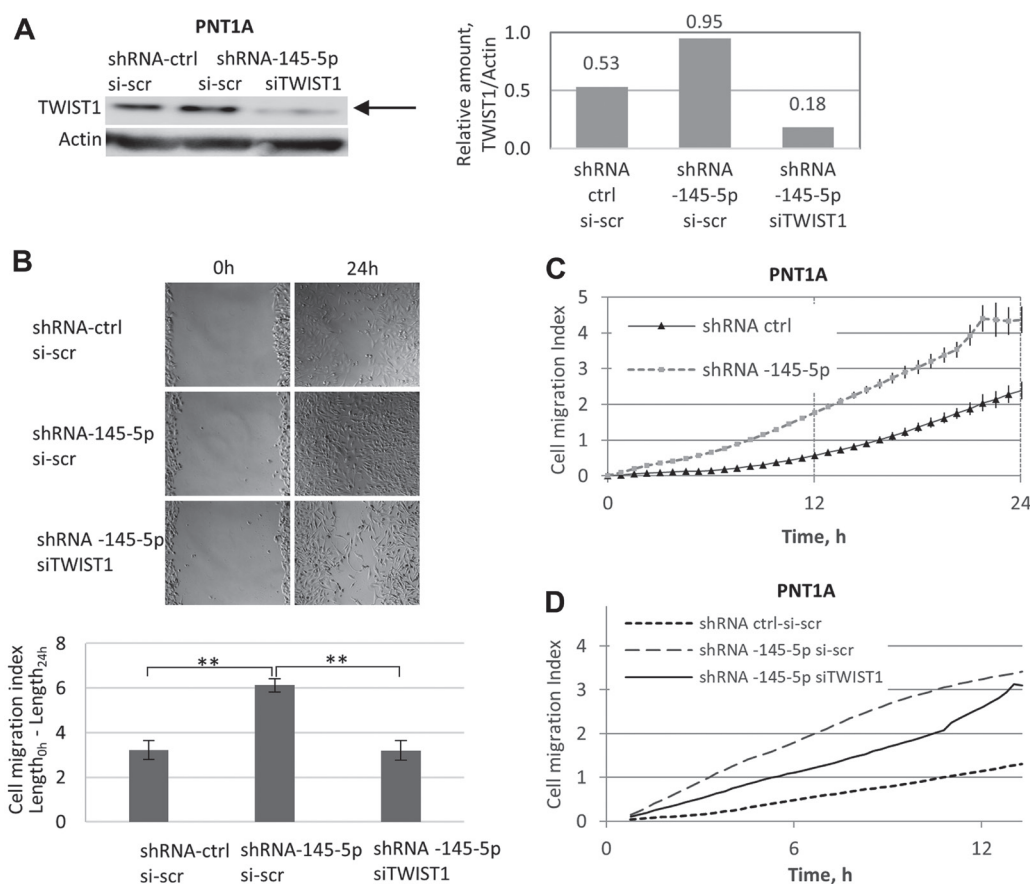 A
PNT1A
shRNA-ctrl shRNA-145-5p
si-scr si-scr siTWIST1
TWIST1
Actin
Relative amount,
TWIST1/Actin
1.0
0.5
0.0
0.53
0.95
0.18
shRNA
ctrl
si-scr
shRNA
-145-5p
si-scr
shRNA
-145-5p
siTWIST1
B
0h 24h
shRNA-ctrl
si-scr
shRNA-145-5p
si-scr
shRNA -145-5p
siTWIST1
Cell migration index
Length0h - Length24h
8
6
4
2
0
**
**
shRNA-ctrl
si-scr
shRNA-145-5p
si-scr
shRNA -145-5p
siTWIST1
C
PNT1A
Cell migration Index
5
4
3
2
1
0
shRNA ctrl
shRNA -145-5p
0 12 24
Time, h
D
PNT1A
Cell migration Index
4
3
2
1
0
shRNA ctrl-si-scr
shRNA -145-5p si-scr
shRNA -145-5p siTWIST1
0 6 12
Time, h